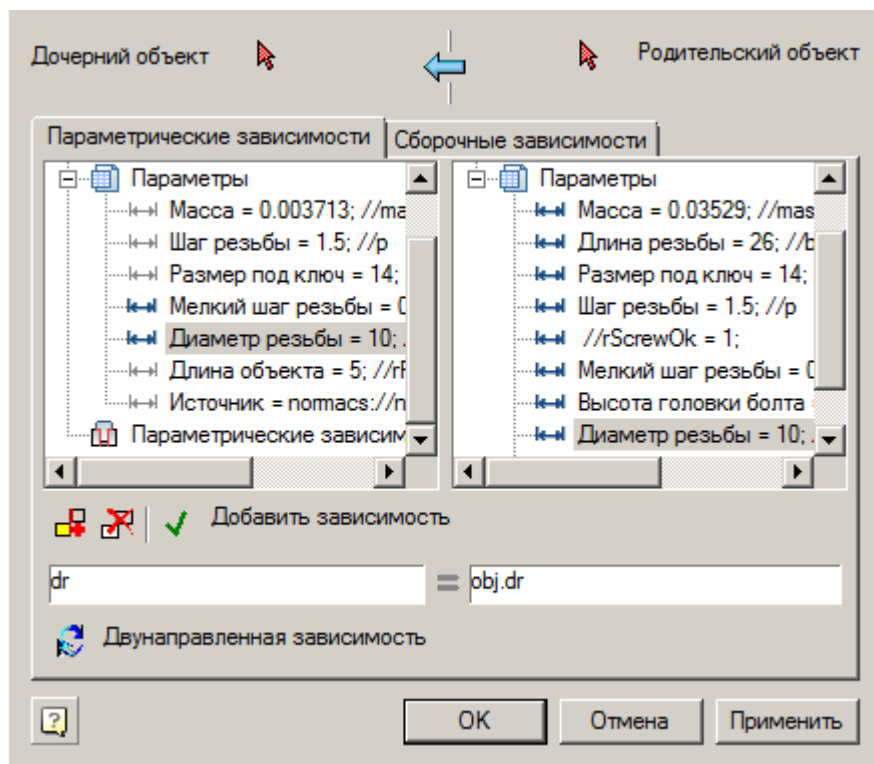 Дочерний объект
Родительский объект
Параметрические зависимости
Сборочные зависимости
Параметры
Масса = 0.003713; //ma
Шаг резьбы = 1.5; //p
Размер под ключ = 14;
Мелкий шаг резьбы =
Диаметр резьбы = 10;
Длина объекта = 5;
Источник = normacs://n
Параметрические зависим
Параметры
Масса = 0.03529; //mas
Длина резьбы = 26; //b
Размер под ключ = 14;
Шаг резьбы = 1.5; //p
//rScrewOk = 1;
Мелкий шаг резьбы =
Высота головки болта
Диаметр резьбы = 10;
Добавить зависимость
dr = obj.dr
Двунаправленная зависимость
?
OK
Отмена
Применить